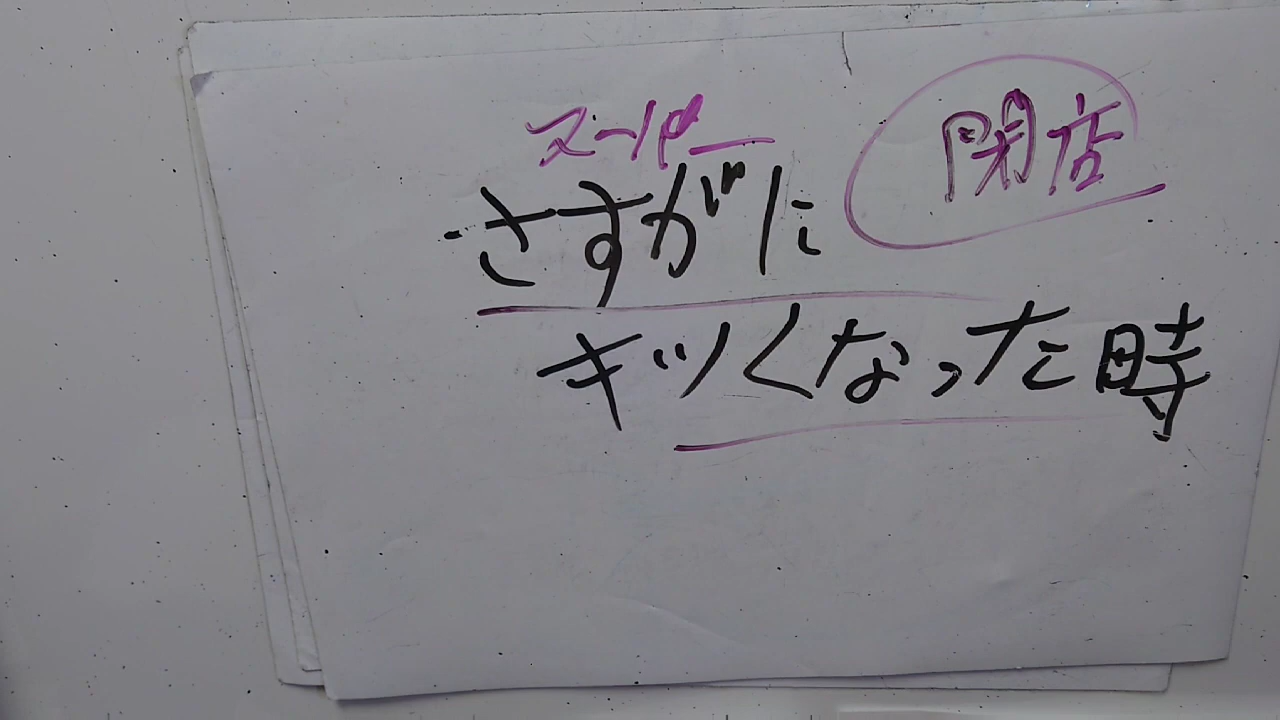 スーパー
閉店
・さすがに
キツくなった時